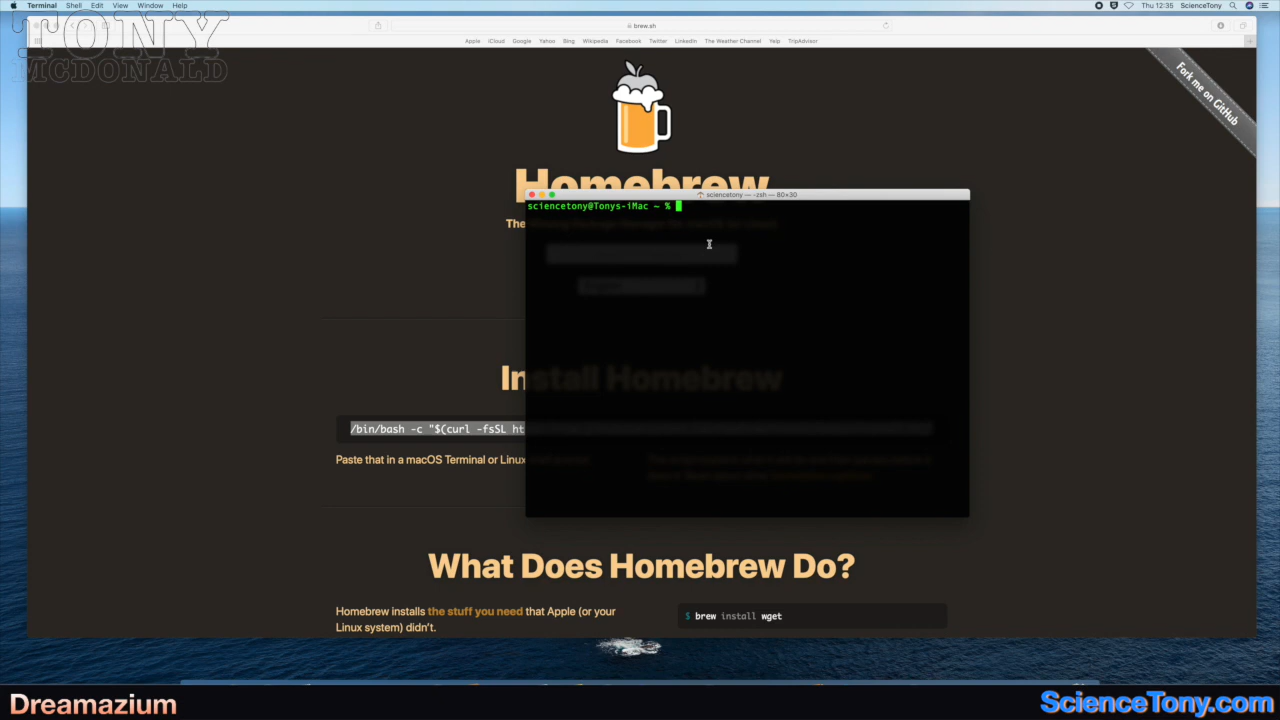 Terminal Shell Edit View Window Help
Thu 12:35 ScienceTony
TONY
MCDONALD
brew.sh
Apple iCloud Google Yahoo Bing Wikipedia Facebook Twitter LinkedIn The Weather Channel Yelp TripAdvisor
Fork me on GitHub
Homebrew
sciencetony — -zsh — 80×30
sciencetony@Tonys-iMac ~ %
The
Install Homebrew
/bin/bash -c "$(curl -fsSL ht
Paste that in a macOS Terminal or Linux
What Does Homebrew Do?
Homebrew installs the stuff you need that Apple (or your
Linux system) didn’t.
$ brew install wget
Dreamazium
ScienceTony.com